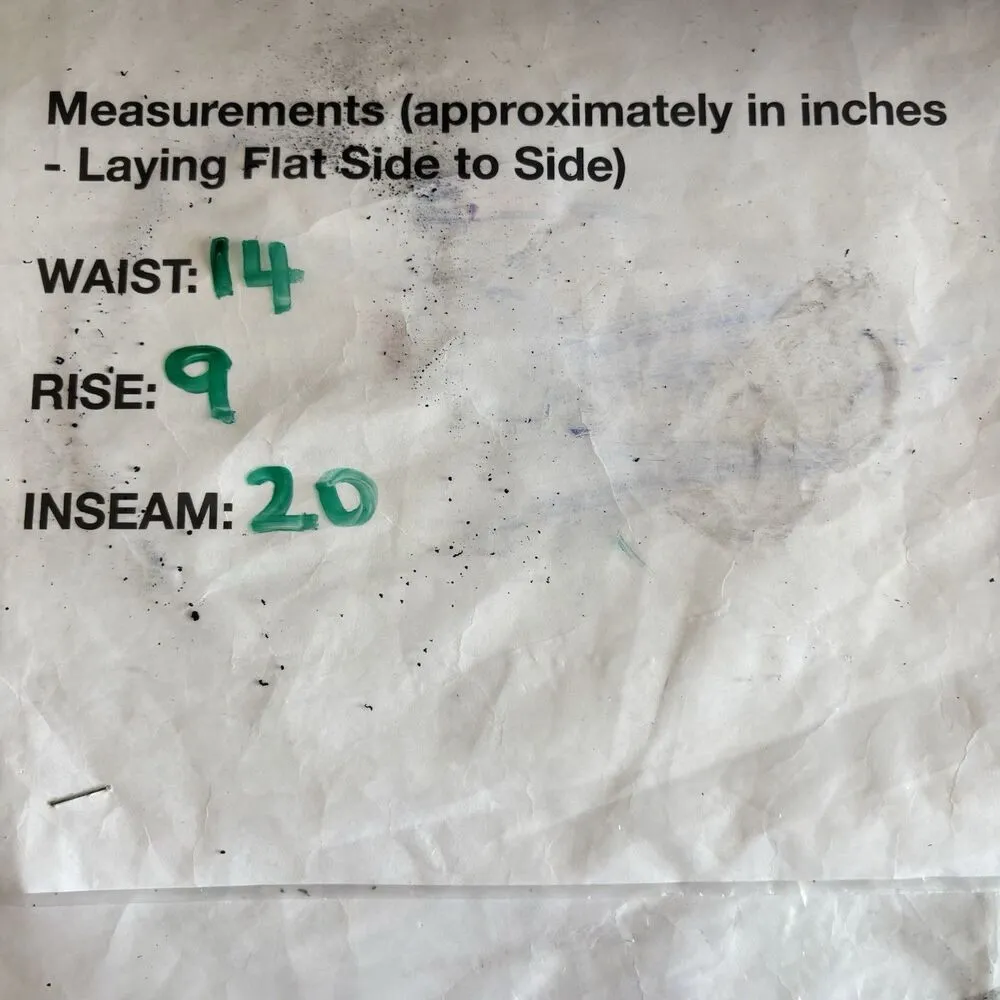 Measurements (approximately in inches
- Laying Flat Side to Side)
WAIST: 14
RISE: 9
INSEAM: 20